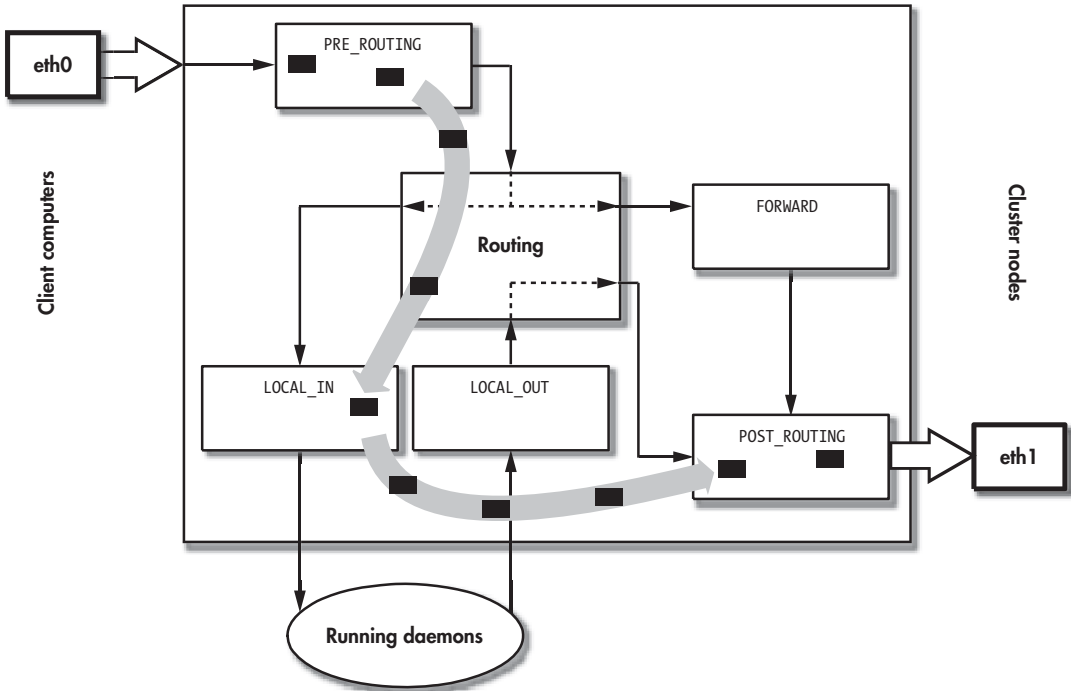 PRE_ROUTING
eth0
Client computers
Routing
FORWARD
Cluster nodes
LOCAL_IN
LOCAL_OUT
POST_ROUTING
eth1
Running daemons